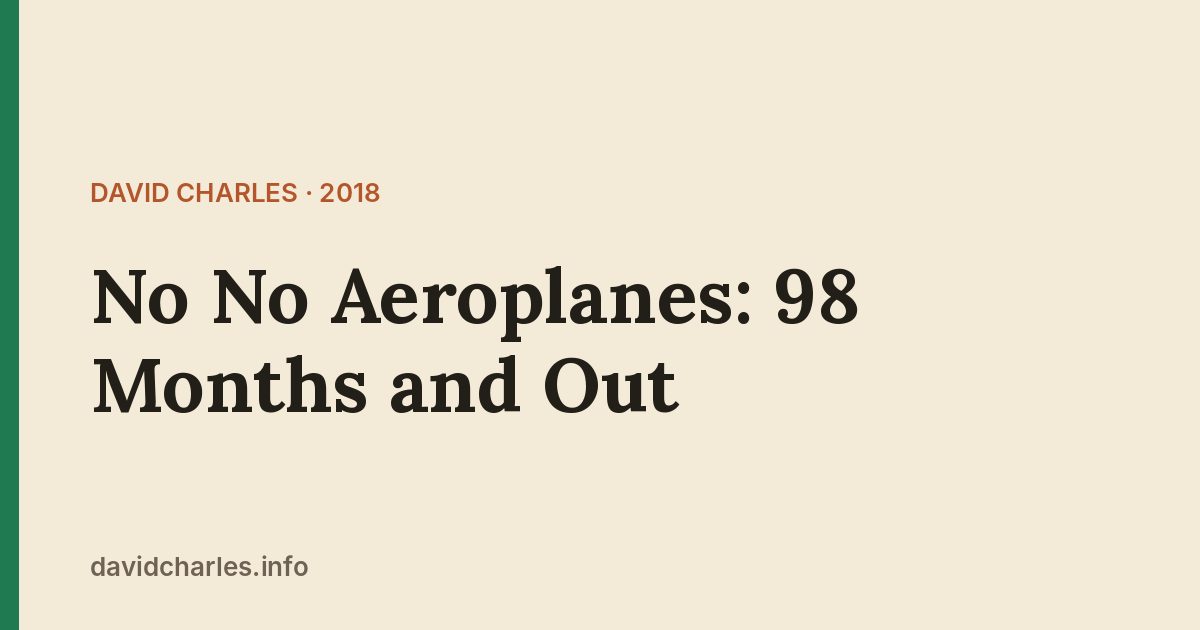 DAVID CHARLES · 2018
No No Aeroplanes: 98
Months and Out
davidcharles.info